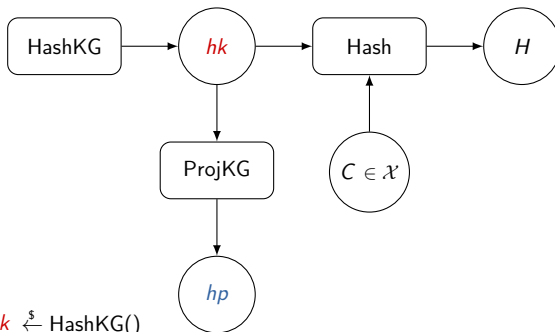 HashKG hk Hash H
ProjKG C ∈ 𝒳
hp
k ←$ HashKG()